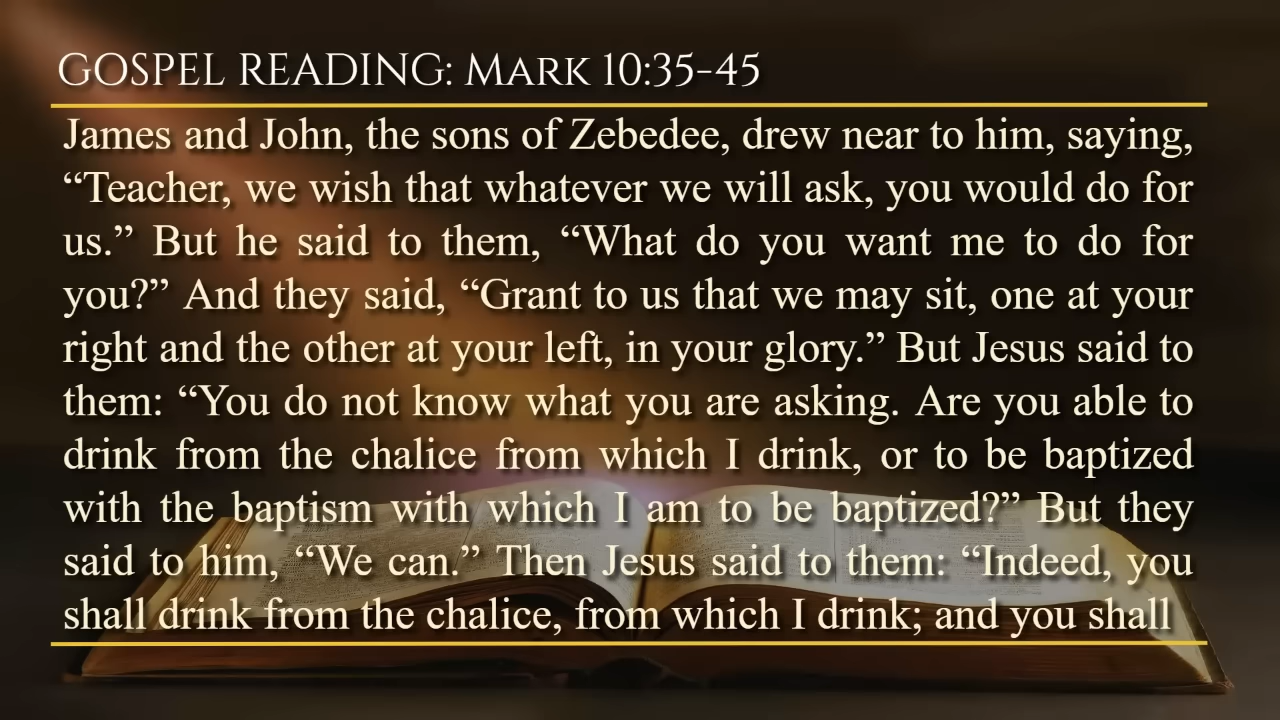 GOSPEL READING: MARK 10:35-45
James and John, the sons of Zebedee, drew near to him, saying,
“Teacher, we wish that whatever we will ask, you would do for
us.” But he said to them, “What do you want me to do for
you?” And they said, “Grant to us that we may sit, one at your
right and the other at your left, in your glory.” But Jesus said to
them: “You do not know what you are asking. Are you able to
drink from the chalice from which I drink, or to be baptized
with the baptism with which I am to be baptized?” But they
said to him, “We can.” Then Jesus said to them: “Indeed, you
shall drink from the chalice, from which I drink; and you shall